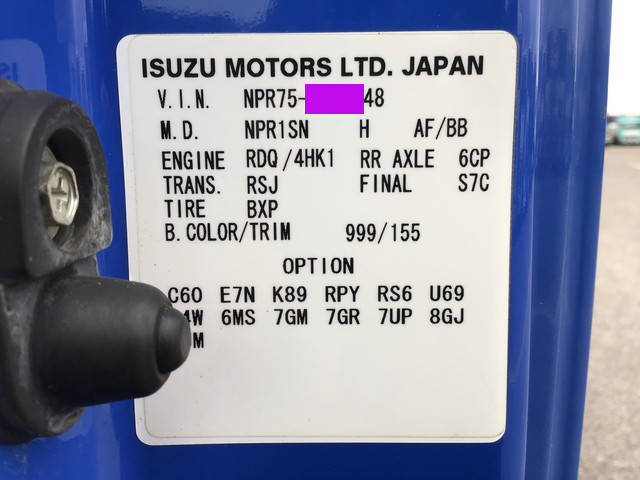 ISUZU MOTORS LTD. JAPAN
V.I.N. NPR75- 48
M.D. NPR1SN H AF/BB
ENGINE RDQ/4HK1 RR AXLE 6CP
TRANS. RSJ FINAL S7C
TIRE BXP
B.COLOR/TRIM 999/155
OPTION
C60 E7N K89 RPY RS6 U69
6MS 7GM 7GR 7UP 8GJ